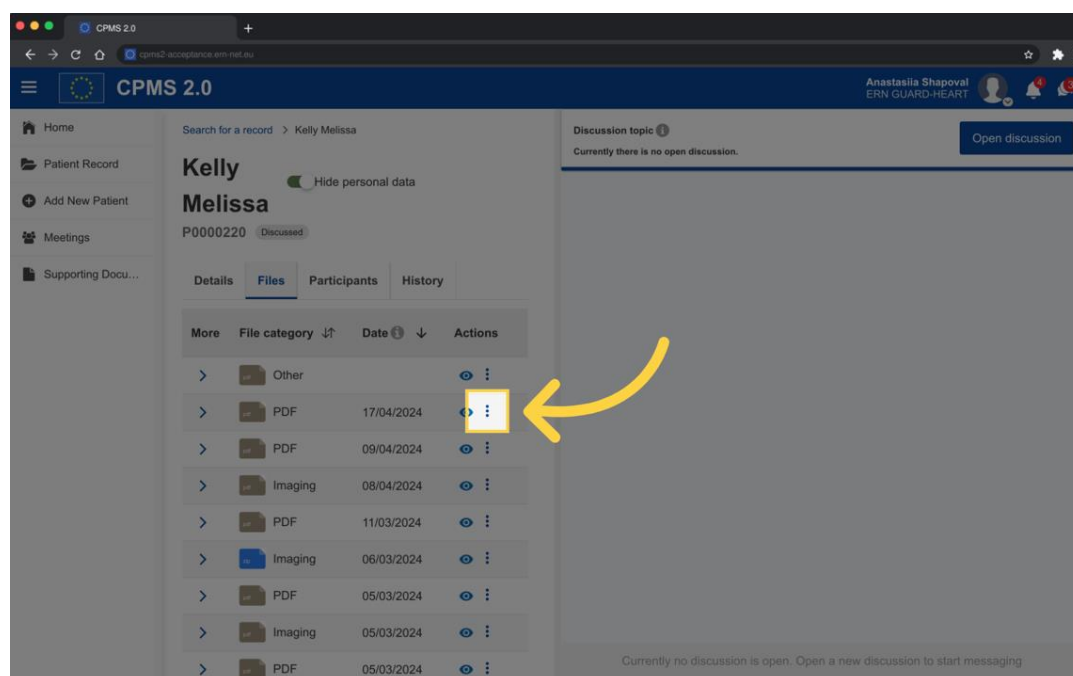 CPMS 2.0
cpms2-acceptance.ern-net.eu
CPMS 2.0
Anastasiia Shapoval
ERN GUARD-HEART
4
3
Home
Patient Record
Add New Patient
Meetings
Supporting Docu...
Search for a record > Kelly Melissa
Kelly
Melissa
Hide personal data
P0000220 Discussed
Details Files Participants History
More File category Date Actions
Other
PDF 17/04/2024
PDF 09/04/2024
Imaging 08/04/2024
PDF 11/03/2024
Imaging 06/03/2024
PDF 05/03/2024
Imaging 05/03/2024
PDF 05/03/2024
Discussion topic
Currently there is no open discussion.
Open discussion
Currently no discussion is open. Open a new discussion to start messaging